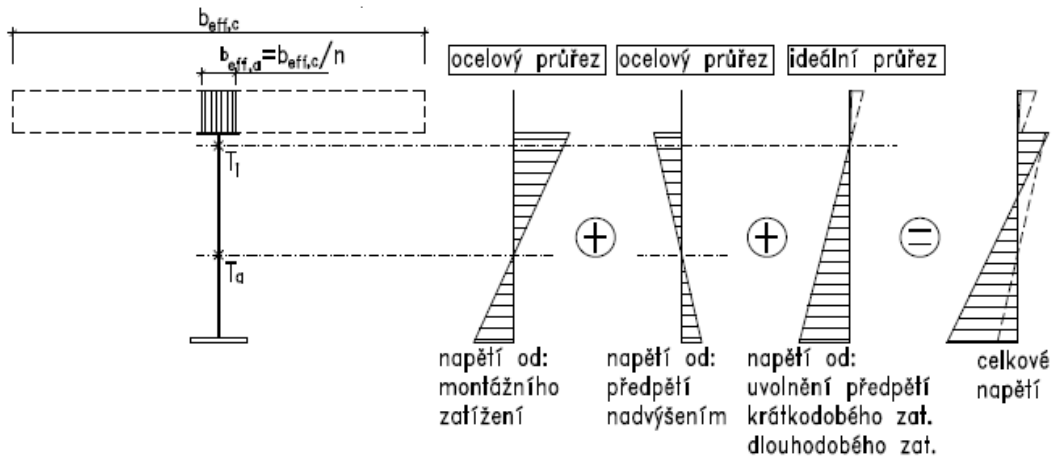 b_eff,c
b_eff,a=b_eff,c/n
ocelový průřez
ocelový průřez
ideální průřez
T_i
T_a
+
+
=
napětí od:
montážního
zatížení
napětí od:
předpětí
nadvýšením
napětí od:
uvolnění předpětí
krátkodobého zat.
dlouhodobého zat.
celkové
napětí